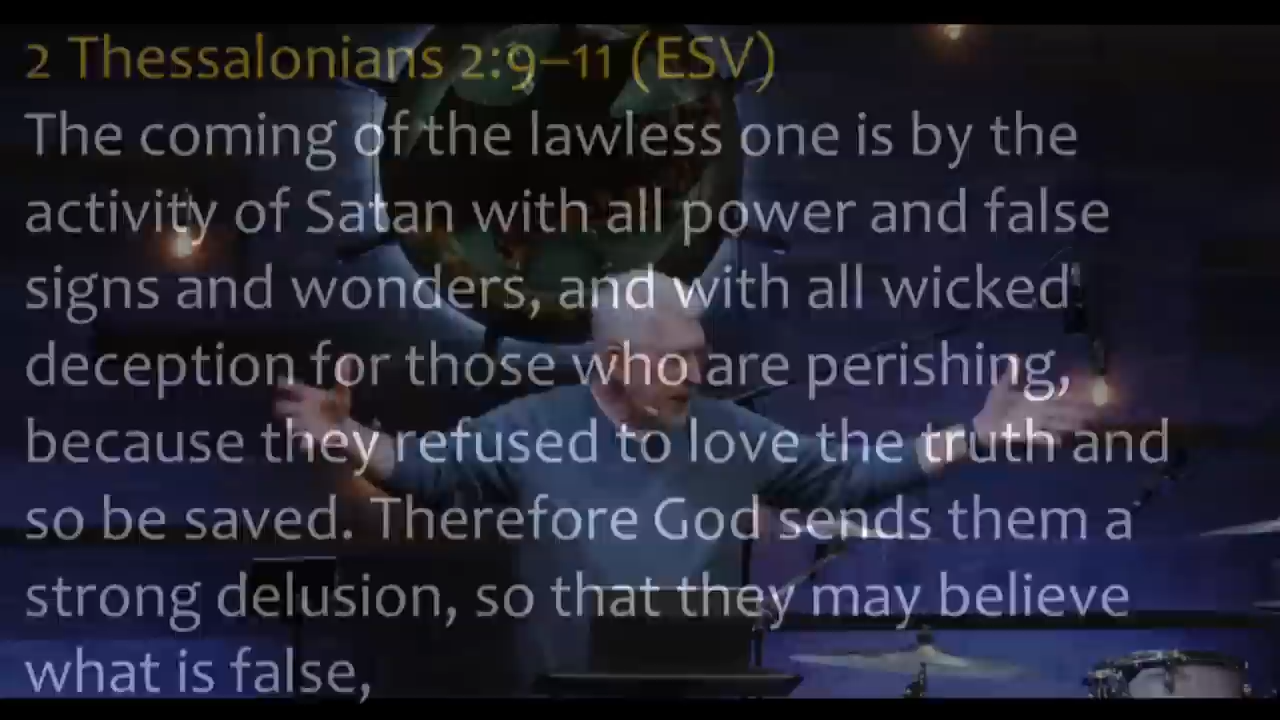 2 Thessalonians 2:9–11 (ESV)
The coming of the lawless one is by the
activity of Satan with all power and false
signs and wonders, and with all wicked
deception for those who are perishing,
because they refused to love the truth and
so be saved. Therefore God sends them a
strong delusion, so that they may believe
what is false,